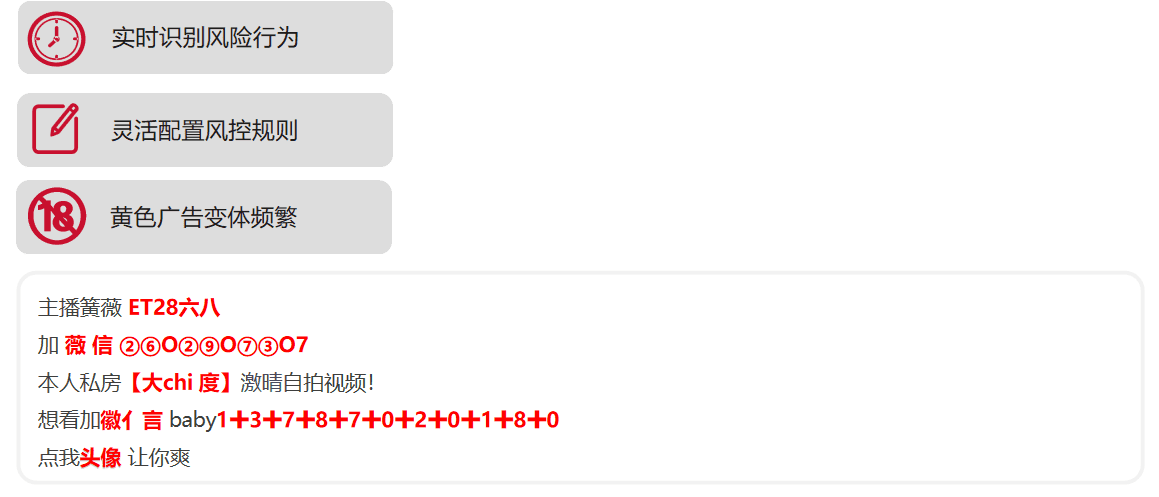 实时识别风险行为
灵活配置风控规则
18
黄色广告变体频繁
主播簧薇 ET28六八
加 薇 信 ②⑥O②⑨O⑦③O7
本人私房【大chi 度】激晴自拍视频!
想看加徽亻言 baby1✚3✚7✚8✚7✚0✚2✚0✚1✚8✚0
点我头像 让你爽